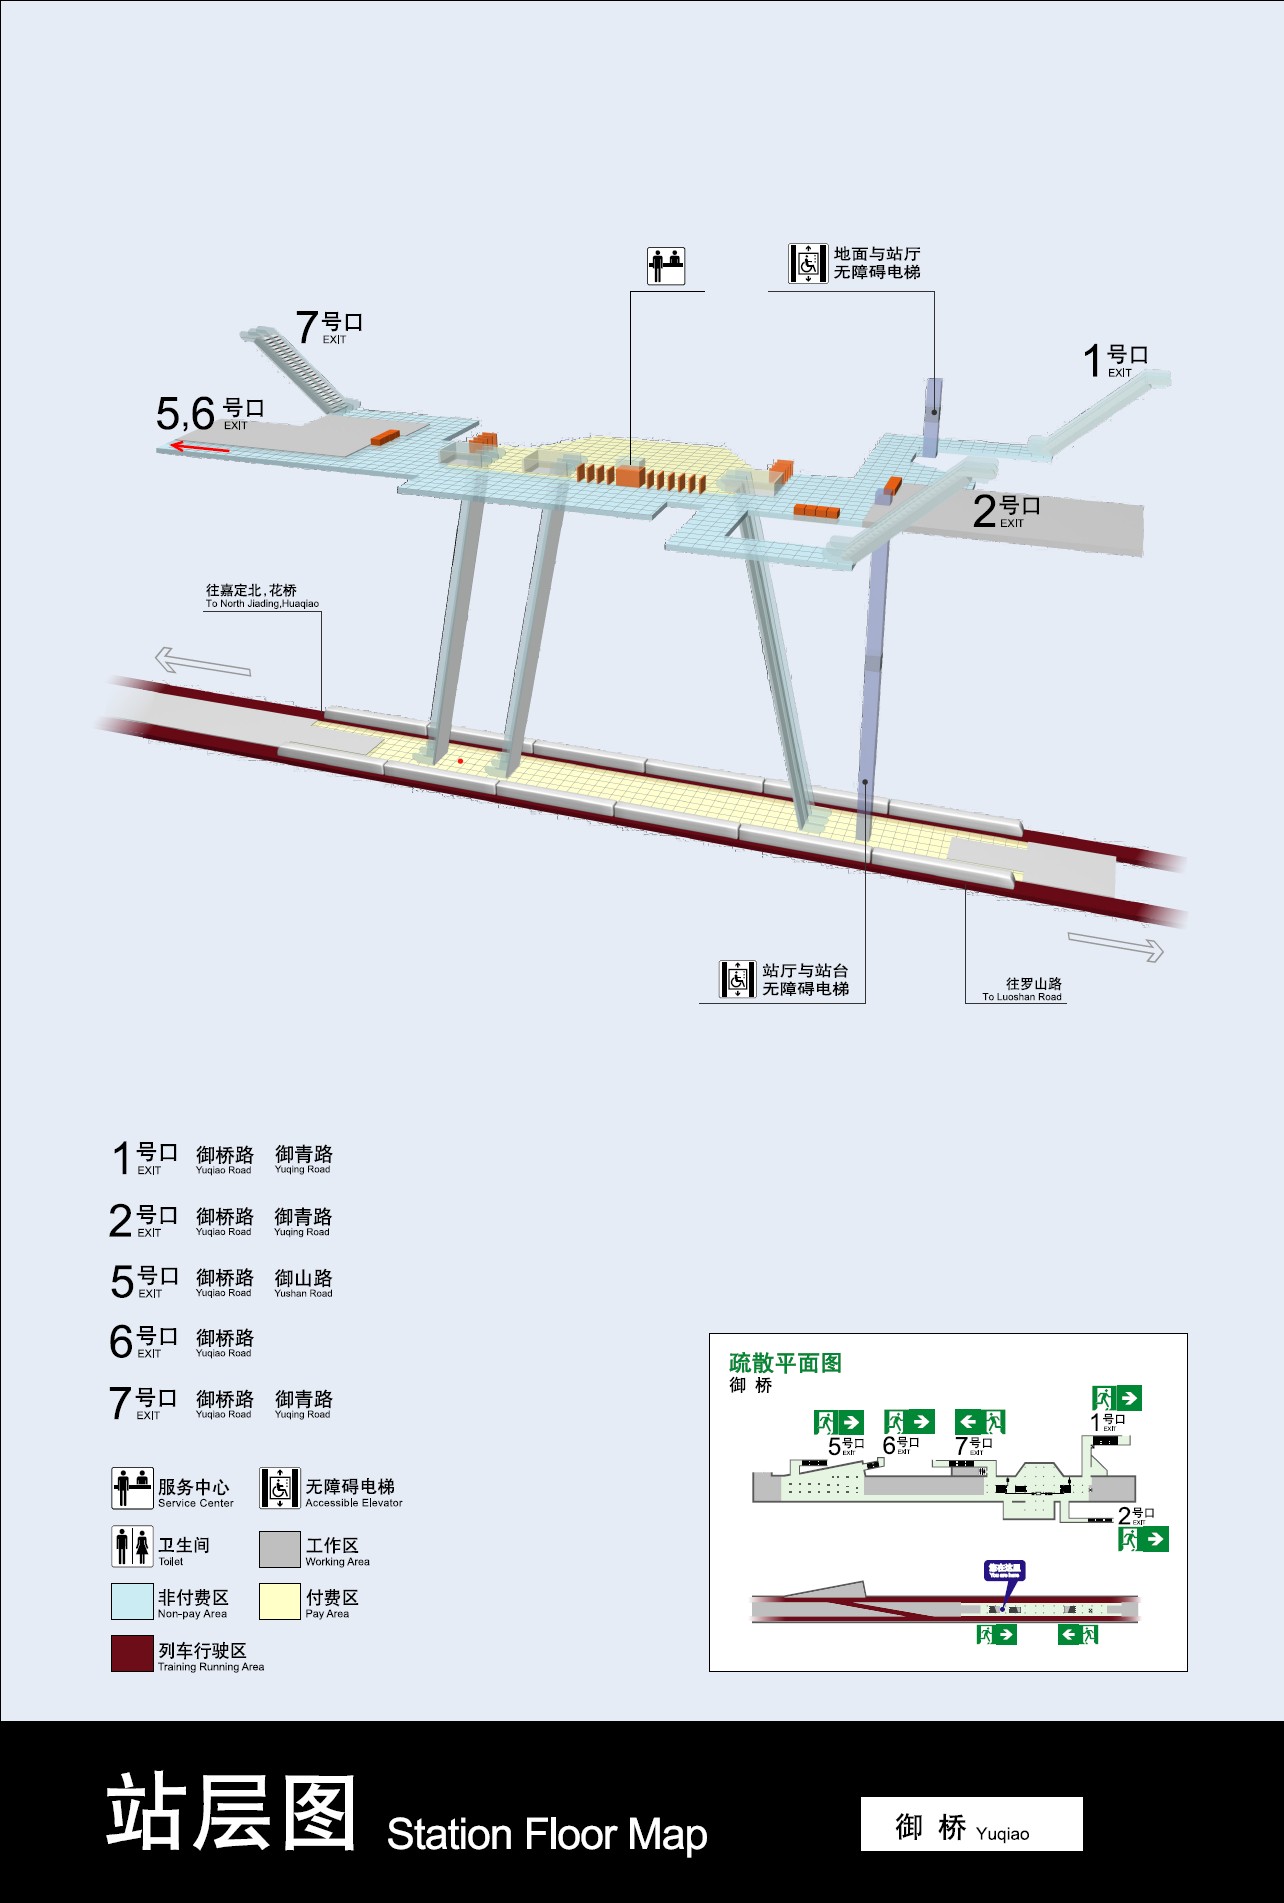 地面与站厅
无障碍电梯
7号口
EXIT
1号口
EXIT
5,6号口
EXIT
2号口
EXIT
往嘉定北,花桥
To North Jiading,Huaqiao
站厅与站台
无障碍电梯
往罗山路
To Luoshan Road
1号口 御桥路 御青路
EXIT Yuqiao Road Yuqing Road
2号口 御桥路 御青路
EXIT Yuqiao Road Yuqing Road
5号口 御桥路 御山路
EXIT Yuqiao Road Yushan Road
6号口 御桥路
EXIT Yuqiao Road
7号口 御桥路 御青路
EXIT Yuqiao Road Yuqing Road
服务中心 无障碍电梯
Service Center Accessible Elevator
卫生间 工作区
Toilet Working Area
非付费区 付费区
Non-pay Area Pay Area
列车行驶区
Training Running Area
疏散平面图
御 桥
1号口
EXIT
5号口 6号口 7号口
EXIT EXIT EXIT
2号口
EXIT
站层图 Station Floor Map
御 桥 Yuqiao